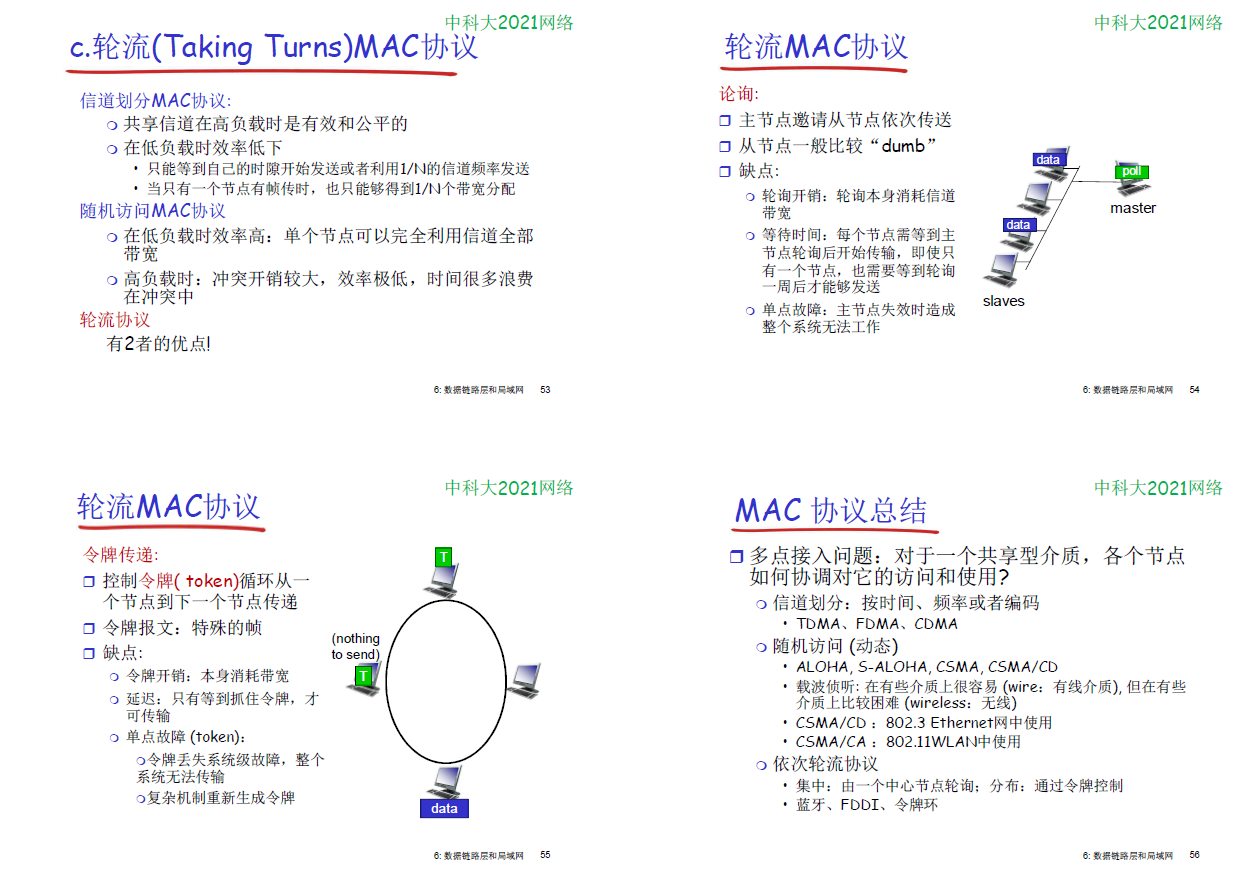 中科大2021网络
c.轮流(Taking Turns)MAC协议
信道划分MAC协议:
共享信道在高负载时是有效和公平的
在低负载时效率低下
• 只能等到自己的时隙开始发送或者利用1/N的信道频率发送
• 当只有一个节点有帧传时，也只能够得到1/N个带宽分配
随机访问MAC协议
在低负载时效率高：单个节点可以完全利用信道全部
带宽
高负载时：冲突开销较大，效率极低，时间很多浪费
在冲突中
轮流协议
有2者的优点!
6: 数据链路层和局域网 53
中科大2021网络
轮流MAC协议
论询:
主节点邀请从节点依次传送
从节点一般比较“dumb”
缺点:
轮询开销：轮询本身消耗信道
带宽
等待时间：每个节点需等到主
节点轮询后开始传输，即使只
有一个节点，也需要等到轮询
一周后才能够发送
单点故障：主节点失效时造成
整个系统无法工作
data
poll
master
data
slaves
6: 数据链路层和局域网 54
中科大2021网络
轮流MAC协议
令牌传递:
控制令牌( token)循环从一
个节点到下一个节点传递
令牌报文：特殊的帧
缺点:
令牌开销：本身消耗带宽
延迟：只有等到抓住令牌，才
可传输
单点故障 (token)：
令牌丢失系统级故障，整个
系统无法传输
复杂机制重新生成令牌
T
(nothing
to send)
T
data
6: 数据链路层和局域网 55
中科大2021网络
MAC 协议总结
多点接入问题：对于一个共享型介质，各个节点
如何协调对它的访问和使用?
信道划分：按时间、频率或者编码
• TDMA、FDMA、CDMA
随机访问 (动态)
• ALOHA, S-ALOHA, CSMA, CSMA/CD
• 载波侦听: 在有些介质上很容易 (wire：有线介质), 但在有些
介质上比较困难 (wireless：无线)
• CSMA/CD ：802.3 Ethernet网中使用
• CSMA/CA ：802.11WLAN中使用
依次轮流协议
• 集中：由一个中心节点轮询；分布：通过令牌控制
• 蓝牙、FDDI、令牌环
6: 数据链路层和局域网 56